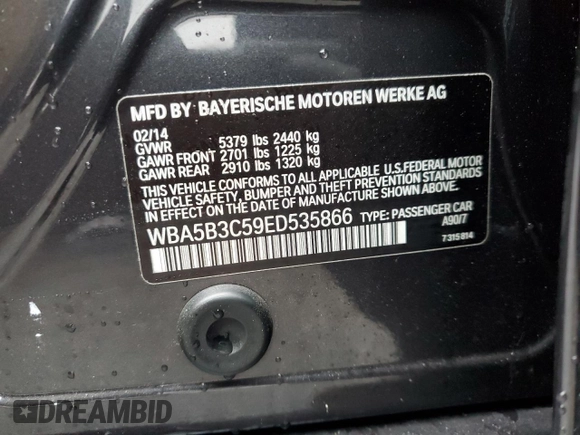 MFD BY BAYERISCHE MOTOREN WERKE AG
02/14
GVWR 5379 lbs 2440 kg
GAWR FRONT 2701 lbs 1225 kg
GAWR REAR 2910 lbs 1320 kg
THIS VEHICLE CONFORMS TO ALL APPLICABLE U.S.FEDERAL MOTOR
VEHICLE SAFETY, BUMPER AND THEFT PREVENTION STANDARDS
IN EFFECT ON THE DATE OF MANUFACTURE SHOWN ABOVE.
WBA5B3C59ED535866 TYPE: PASSENGER CAR
A90/7
7 315 814
DREAMBID